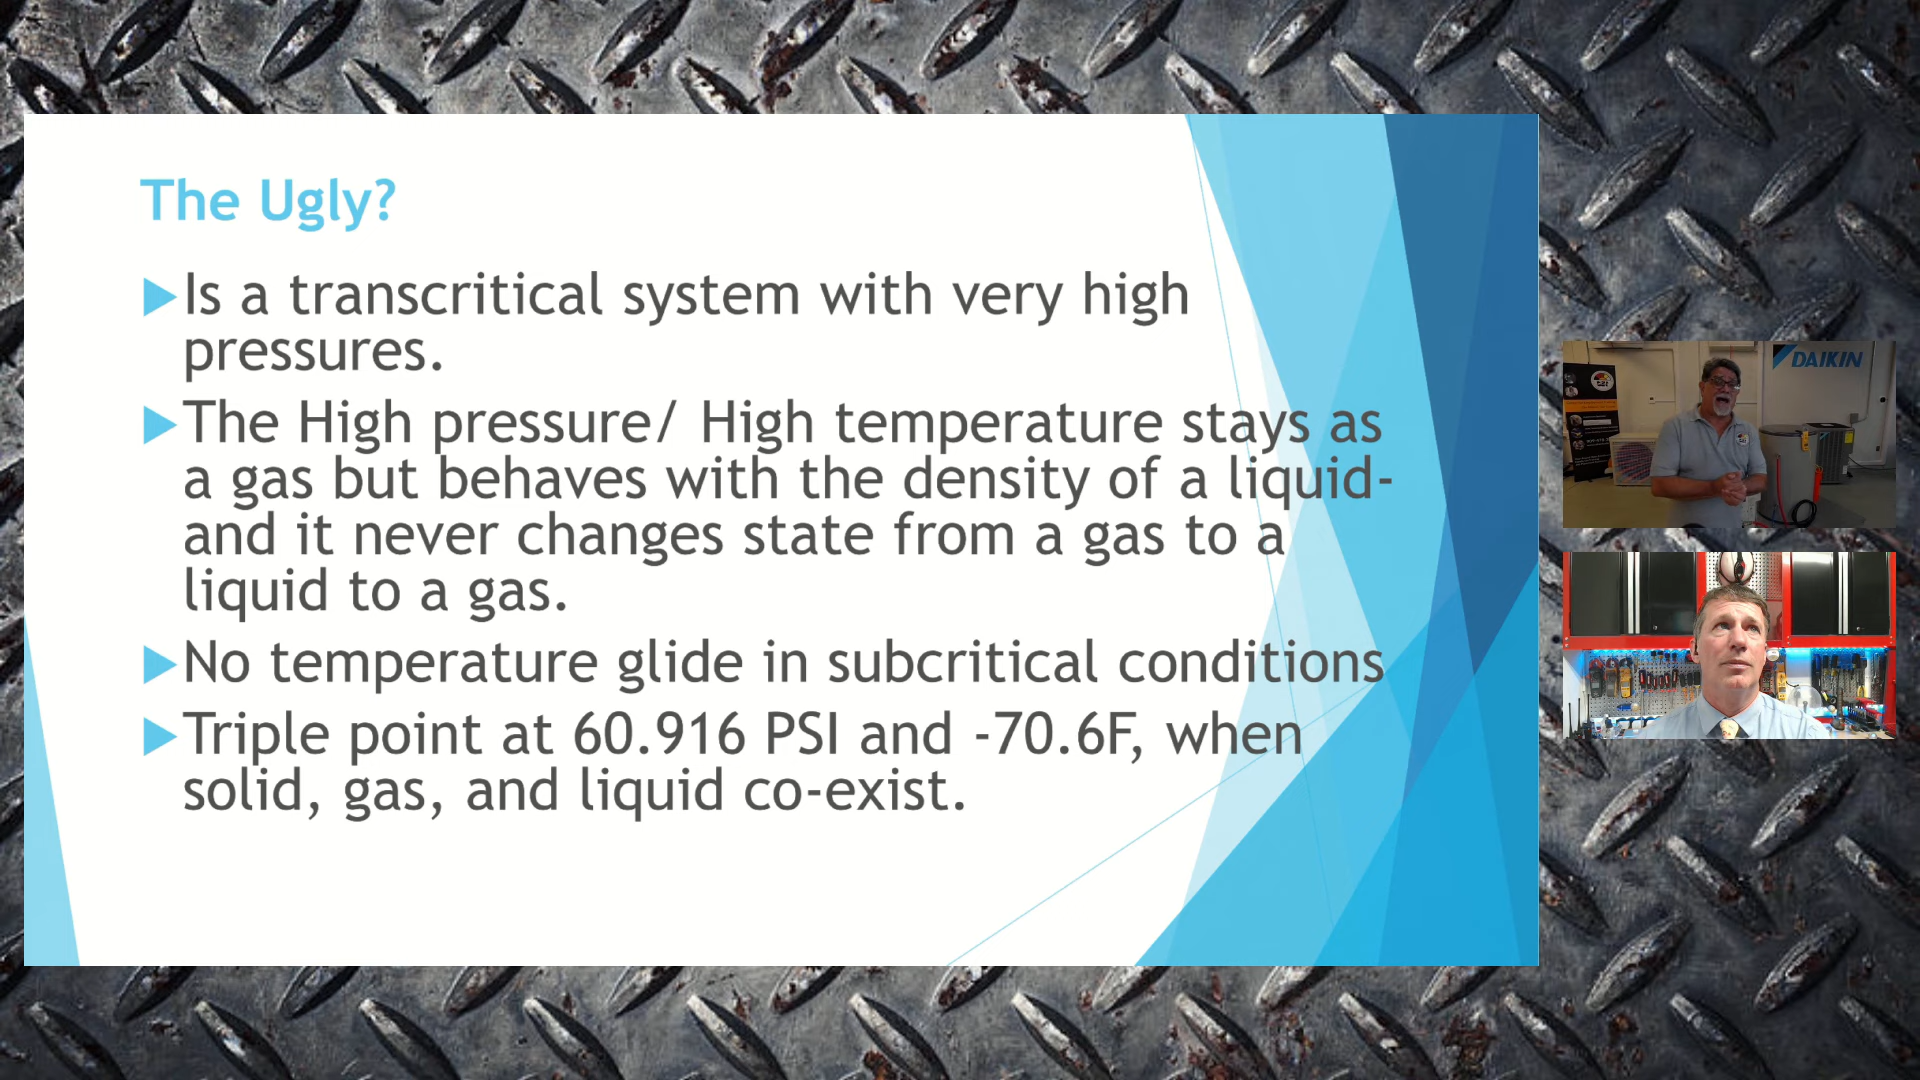 The Ugly?
Is a transcritical system with very high
pressures.
The High pressure/ High temperature stays as
a gas but behaves with the density of a liquid-
and it never changes state from a gas to a
liquid to a gas.
No temperature glide in subcritical conditions
Triple point at 60.916 PSI and -70.6F, when
solid, gas, and liquid co-exist.
DAIKIN